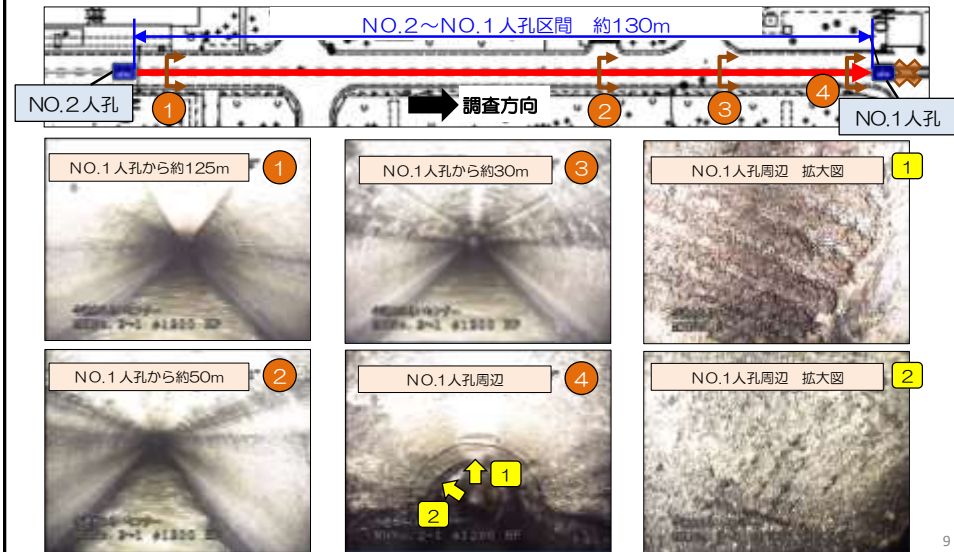 NO.2～NO.1人孔区間 約130m
NO.2人孔
1
調査方向
2
3
4
NO.1人孔
NO.1人孔から約125m
1
NO.1人孔から約30m
3
NO.1人孔周辺 拡大図
1
NO.1人孔から約50m
2
NO.1人孔周辺
4
1
2
NO.1人孔周辺 拡大図
2
9